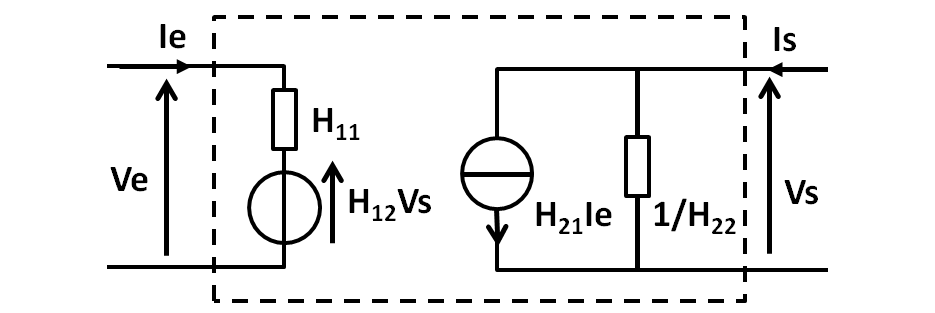 Ie
Is
H₁₁
Ve
H₁₂Vs
H₂₁Ie
1/H₂₂
Vs